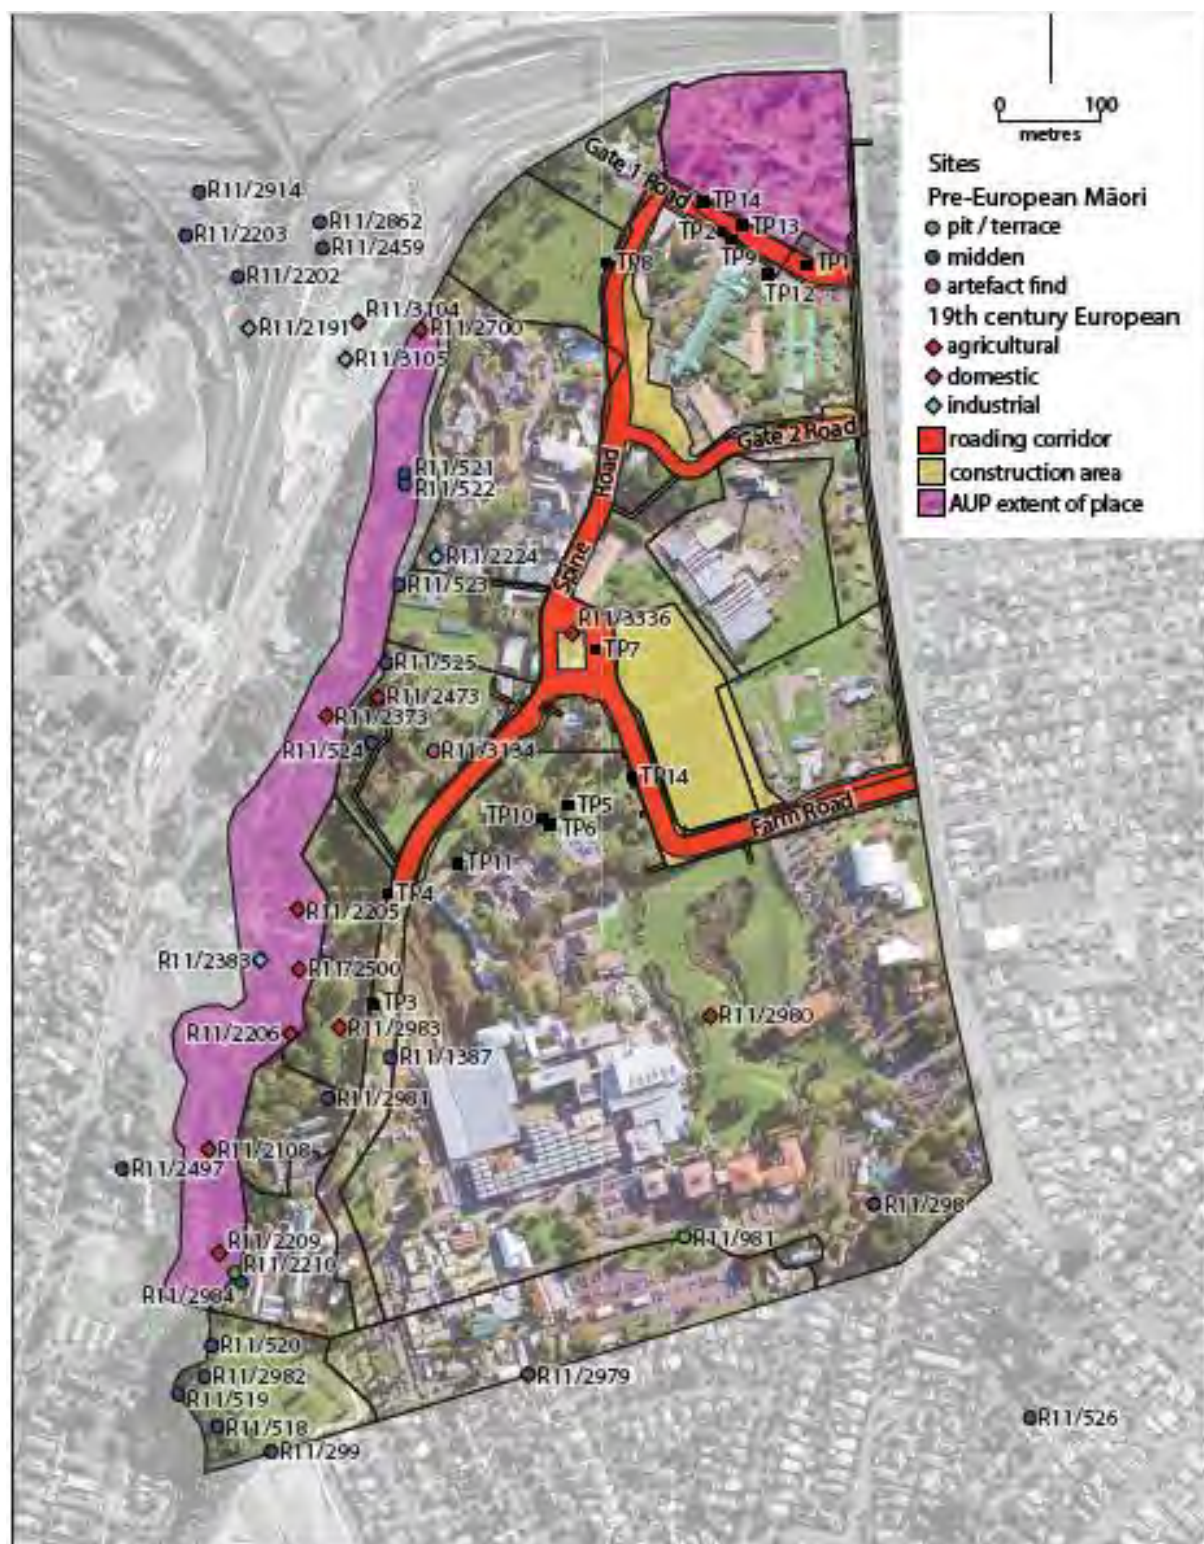 0 100
metres
Sites
Pre-European Māori
pit / terrace
midden
artefact find
19th century European
agricultural
domestic
industrial
roading corridor
construction area
AUP extent of place
Gate 1 Road
TP14
TP13
TP2
TP9
TP1
TP12
TP8
R11/2914
R11/2862
R11/2203
R11/2459
R11/2202
R11/3104
R11/2191
R11/2700
R11/3105
Gate 2 Road
R11/521
R11/522
Spine Road
R11/2224
R11/523
R11/3336
TP7
R11/525
R11/2473
R11/2373
R11/524
R11/3134
TP14
TP5
TP10
TP6
Farm Road
TP11
TP4
R11/2205
R11/2383
R11/2500
TP3
R11/2206
R11/2983
R11/2980
R11/1387
R11/2981
R11/2108
R11/2497
R11/298
R11/981
R11/2209
R11/2210
R11/2984
R11/520
R11/2982
R11/2979
R11/519
R11/518
R11/526
R11/299